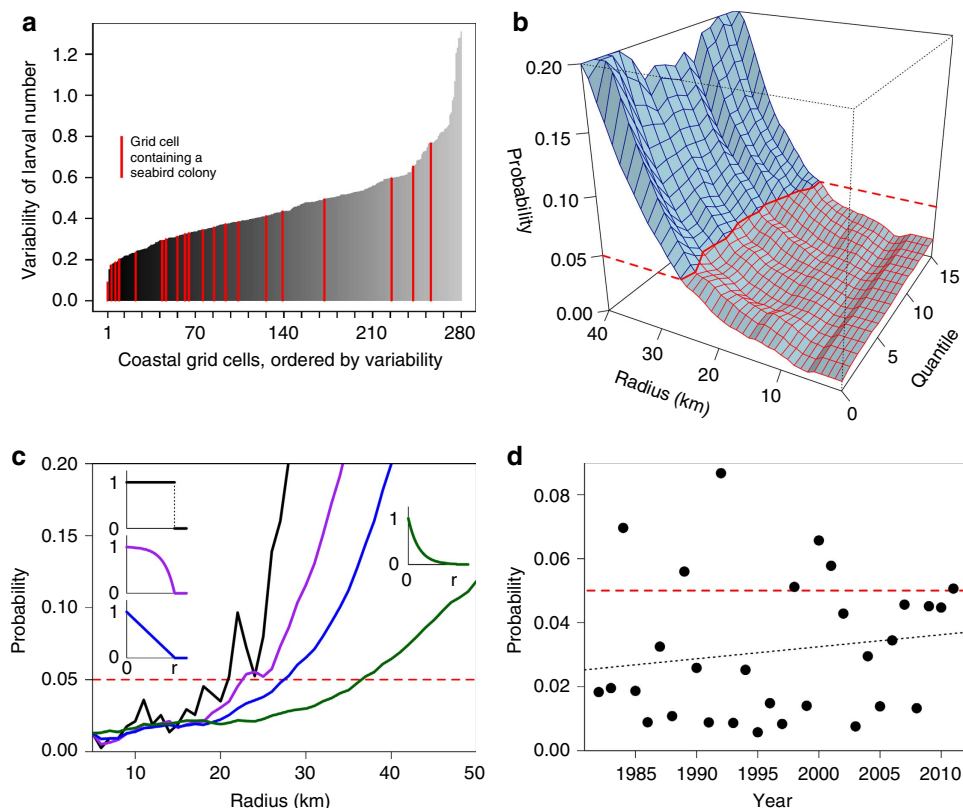 a
Variability of larval number
1.2
1.0
0.8
0.6
0.4
0.2
0.0
Grid cell
containing a
seabird colony
1 70 140 210 280
Coastal grid cells, ordered by variability
b
Probability
0.20
0.15
0.10
0.05
0.00
40 30 20 10
Radius (km)
0 5 10 15
Quantile
c
Probability
0.20
0.15
0.10
0.05
0.00
1
0
1
0
1
0
0 r
1
0
0 r
10 20 30 40 50
Radius (km)
d
Probability
0.08
0.06
0.04
0.02
0.00
1985 1990 1995 2000 2005 2010
Year